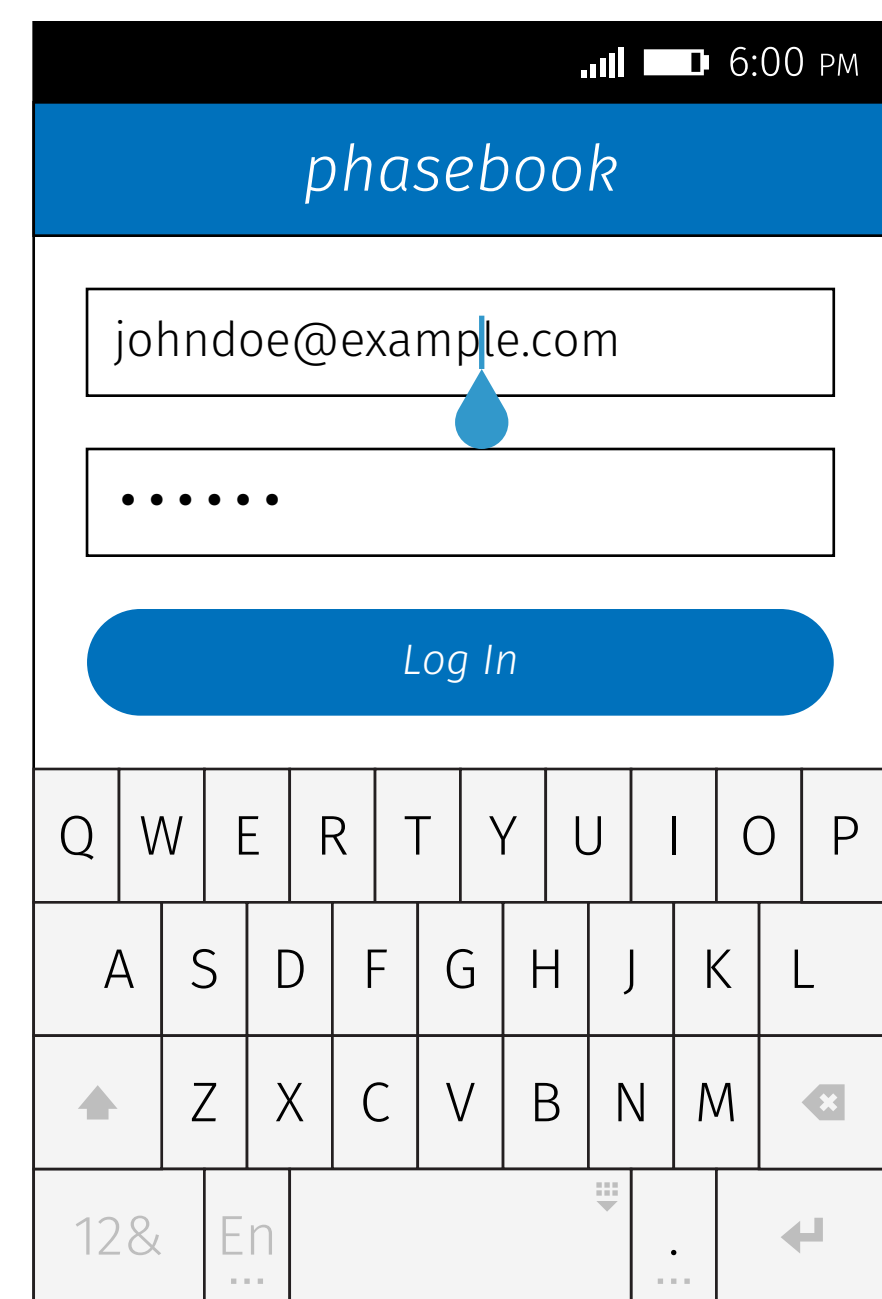 6:00 PM
phasebook
johndoe@example.com
••••••
Log In
Q W E R T Y U I O P
A S D F G H J K L
Z X C V B N M
12& En .